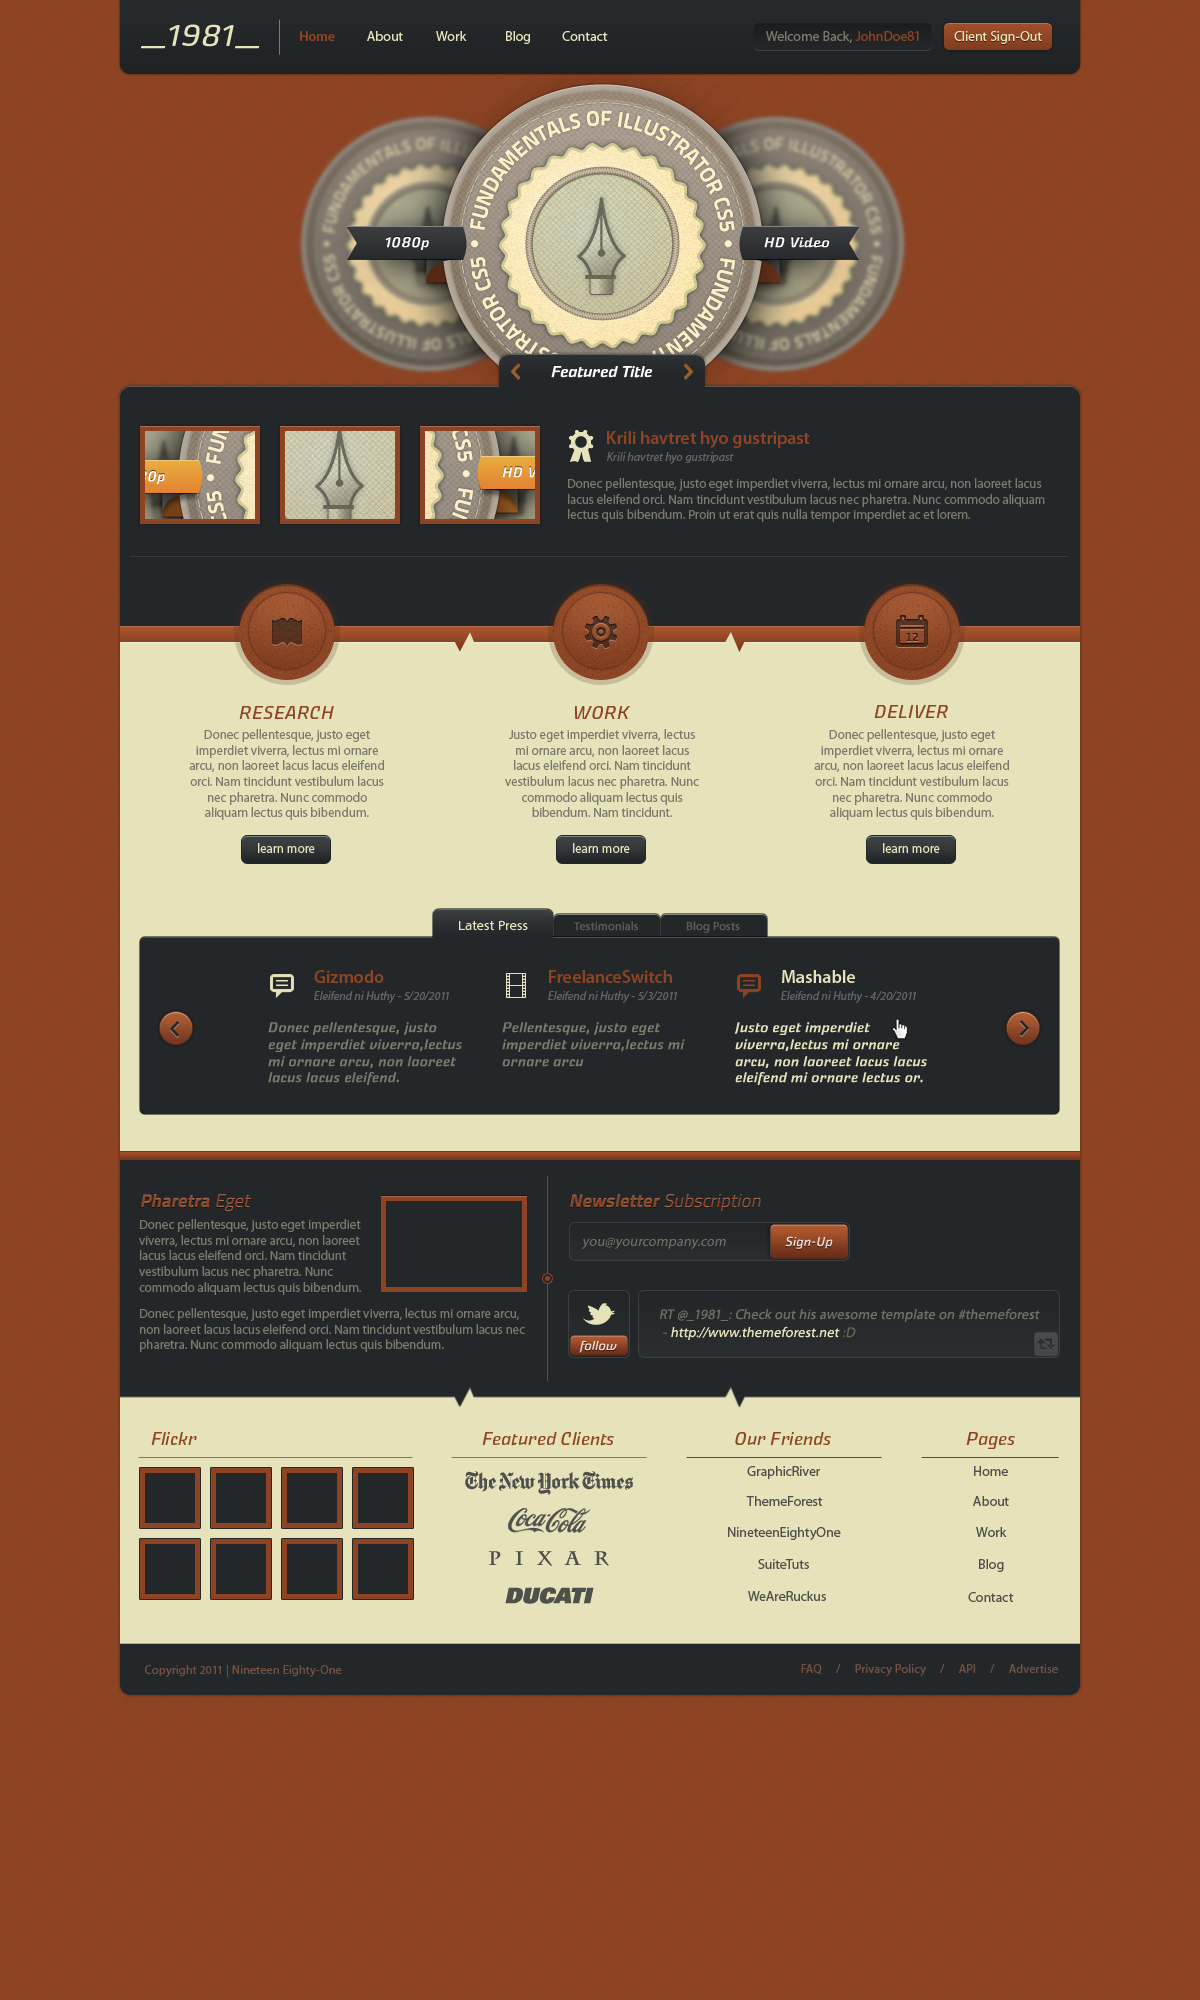 _1981_
Home About Work Blog Contact
Welcome Back, JohnDoe81
Client Sign-Out
FUNDAMENTALS OF ILLUSTRATOR CS5
1080p
HD Video
Featured Title
Krili havtret hyo gustripast
Krili havtret hyo gustripast
Donec pellentesque, justo eget imperdiet viverra, lectus mi ornare arcu, non laoreet
lacus eleifend orci. Nam tincidunt vestibulum lacus nec pharetra. Nunc commodo aliquam
lectus quis bibendum. Proin ut erat quis nulla tempor imperdiet ac et lorem.
12
RESEARCH
Donec pellentesque, justo eget
imperdiet viverra, lectus mi ornare
arcu, non laoreet lacus lacus eleifend
orci. Nam tincidunt vestibulum lacus
nec pharetra. Nunc commodo
aliquam lectus quis bibendum.
learn more
WORK
Justo eget imperdiet viverra, lectus
mi ornare arcu, non laoreet lacus
lacus eleifend orci. Nam tincidunt
vestibulum lacus nec pharetra. Nunc
commodo aliquam lectus quis
bibendum. Nam tincidunt.
learn more
DELIVER
Donec pellentesque, justo eget
imperdiet viverra, lectus mi ornare
arcu, non laoreet lacus lacus eleifend
orci. Nam tincidunt vestibulum lacus
nec pharetra. Nunc commodo
aliquam lectus quis bibendum.
learn more
Latest Press
Testimonials
Blog Posts
Gizmodo
Eleifend ni Huthy - 5/20/2011
Donec pellentesque, justo
eget imperdiet viverra,lectus
mi ornare arcu, non laoreet
lacus lacus eleifend.
FreelanceSwitch
Eleifend ni Huthy - 5/3/2011
Pellentesque, justo eget
imperdiet viverra,lectus mi
ornare arcu
Mashable
Eleifend ni Huthy - 4/20/2011
Justo eget imperdiet
viverra,lectus mi ornare
arcu, non laoreet lacus lacus
eleifend mi ornare lectus or.
Pharetra Eget
Donec pellentesque, justo eget imperdiet
viverra, lectus mi ornare arcu, non laoreet
lacus lacus eleifend orci. Nam tincidunt
vestibulum lacus nec pharetra. Nunc
commodo aliquam lectus quis bibendum.
Donec pellentesque, justo eget imperdiet viverra, lectus mi ornare arcu,
non laoreet lacus lacus eleifend orci. Nam tincidunt vestibulum lacus nec
pharetra. Nunc commodo aliquam lectus quis bibendum.
Newsletter Subscription
you@yourcompany.com
Sign-Up
follow
RT @_1981_: Check out his awesome template on #themeforest
- http://www.themeforest.net :D
Flickr
Featured Clients
The New York Times
Coca-Cola
PIXAR
DUCATI
Our Friends
GraphicRiver
ThemeForest
NineteenEightyOne
SuiteTuts
WeAreRuckus
Pages
Home
About
Work
Blog
Contact
Copyright 2011 | Nineteen Eighty-One
FAQ / Privacy Policy / API / Advertise